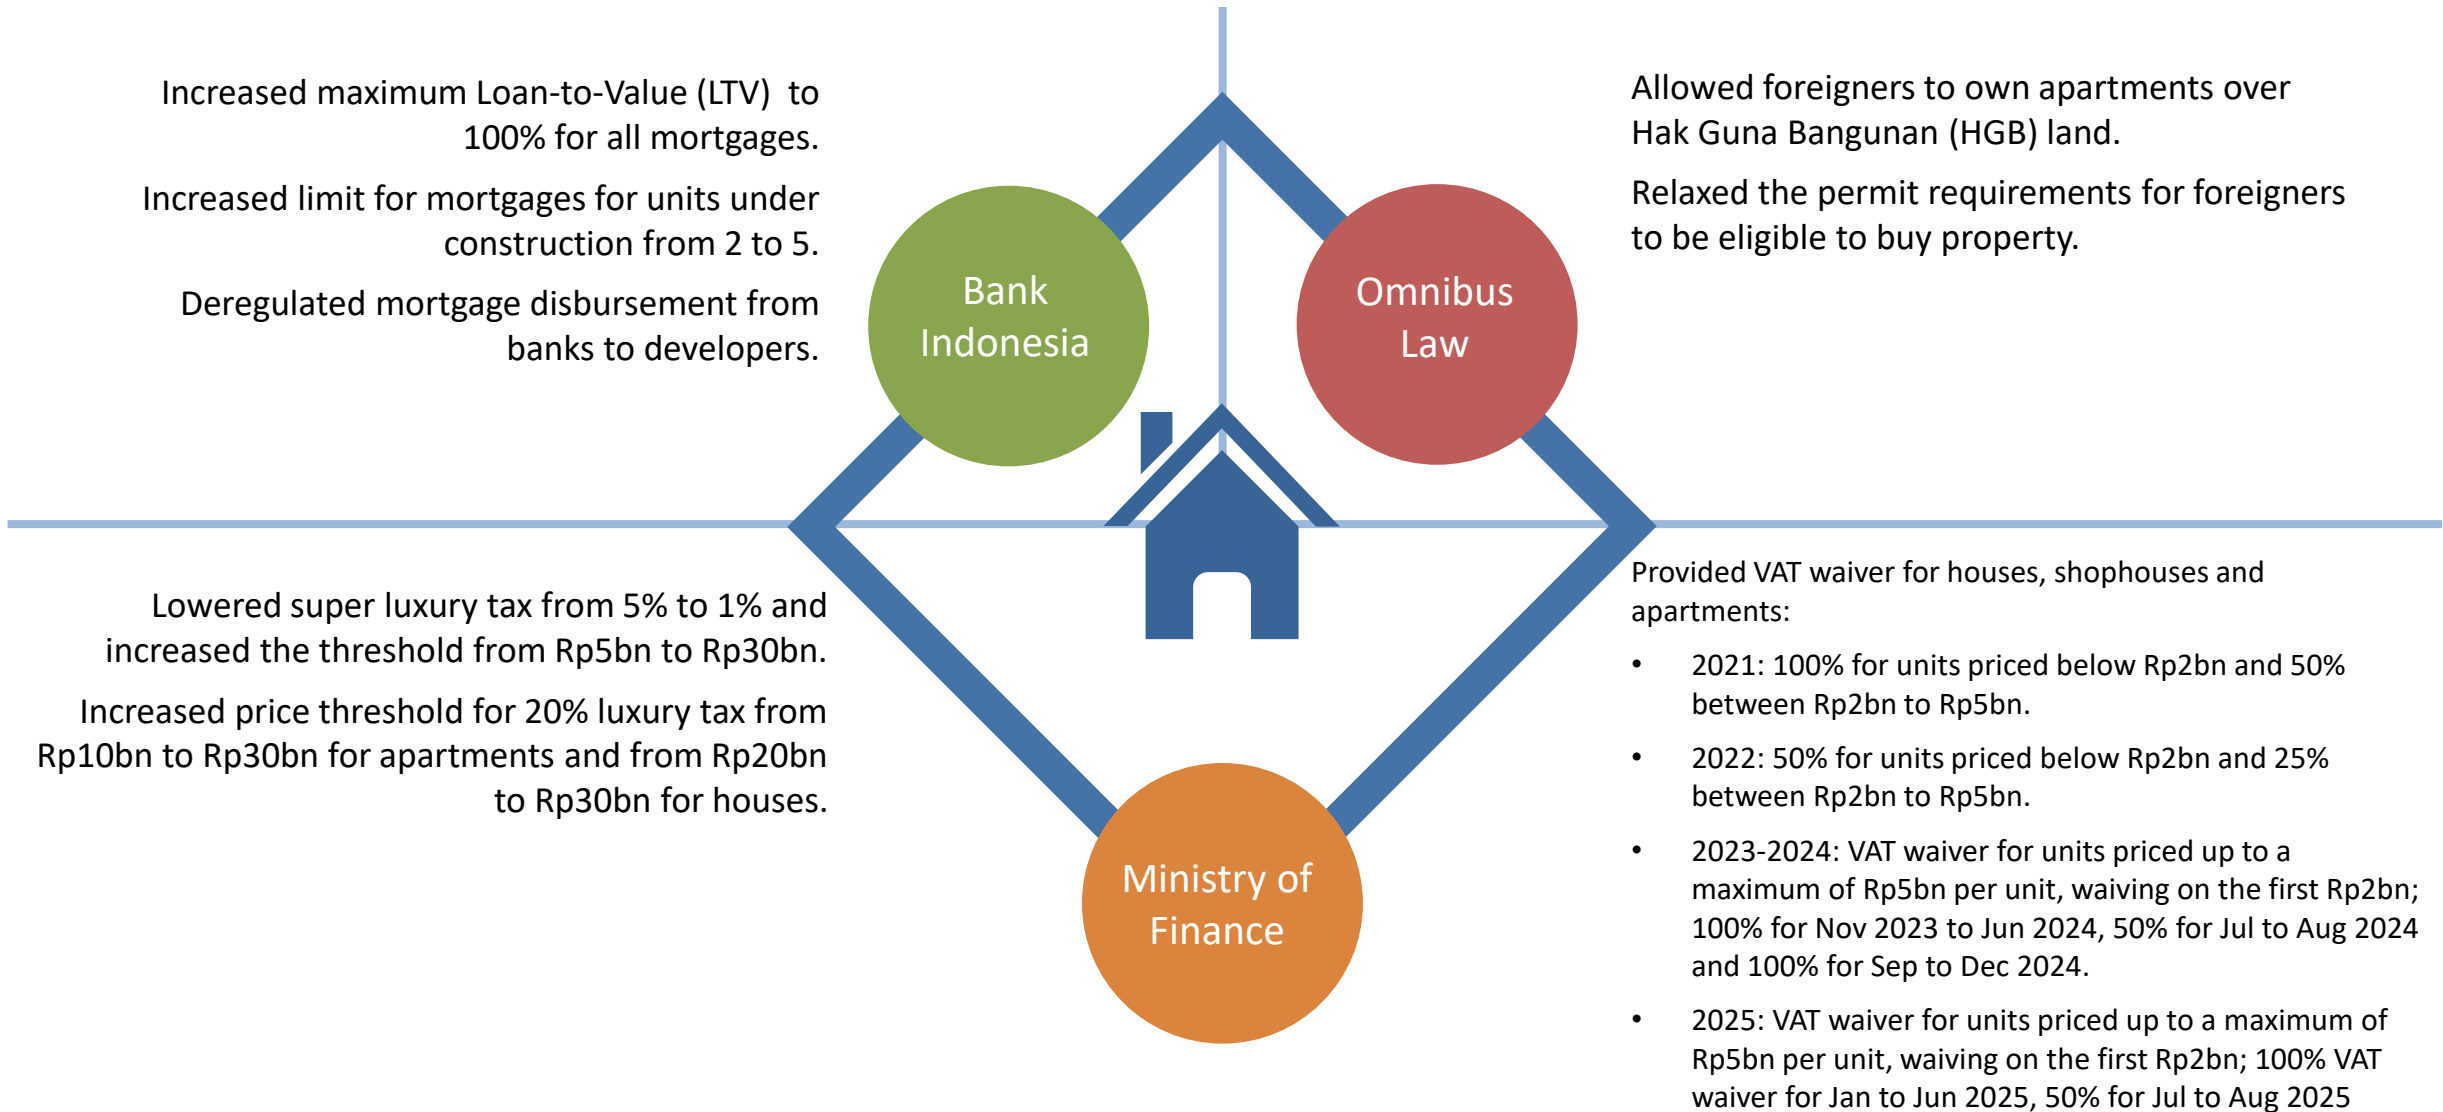 Increased maximum Loan-to-Value (LTV) to
100% for all mortgages.
Increased limit for mortgages for units under
construction from 2 to 5.
Deregulated mortgage disbursement from
banks to developers.
Bank
Indonesia
Omnibus
Law
Allowed foreigners to own apartments over
Hak Guna Bangunan (HGB) land.
Relaxed the permit requirements for foreigners
to be eligible to buy property.
Lowered super luxury tax from 5% to 1% and
increased the threshold from Rp5bn to Rp30bn.
Increased price threshold for 20% luxury tax from
Rp10bn to Rp30bn for apartments and from Rp20bn
to Rp30bn for houses.
Ministry of
Finance
Provided VAT waiver for houses, shophouses and
apartments:
• 2021: 100% for units priced below Rp2bn and 50%
between Rp2bn to Rp5bn.
• 2022: 50% for units priced below Rp2bn and 25%
between Rp2bn to Rp5bn.
• 2023-2024: VAT waiver for units priced up to a
maximum of Rp5bn per unit, waiving on the first Rp2bn;
100% for Nov 2023 to Jun 2024, 50% for Jul to Aug 2024
and 100% for Sep to Dec 2024.
• 2025: VAT waiver for units priced up to a maximum of
Rp5bn per unit, waiving on the first Rp2bn; 100% VAT
waiver for Jan to Jun 2025, 50% for Jul to Aug 2025